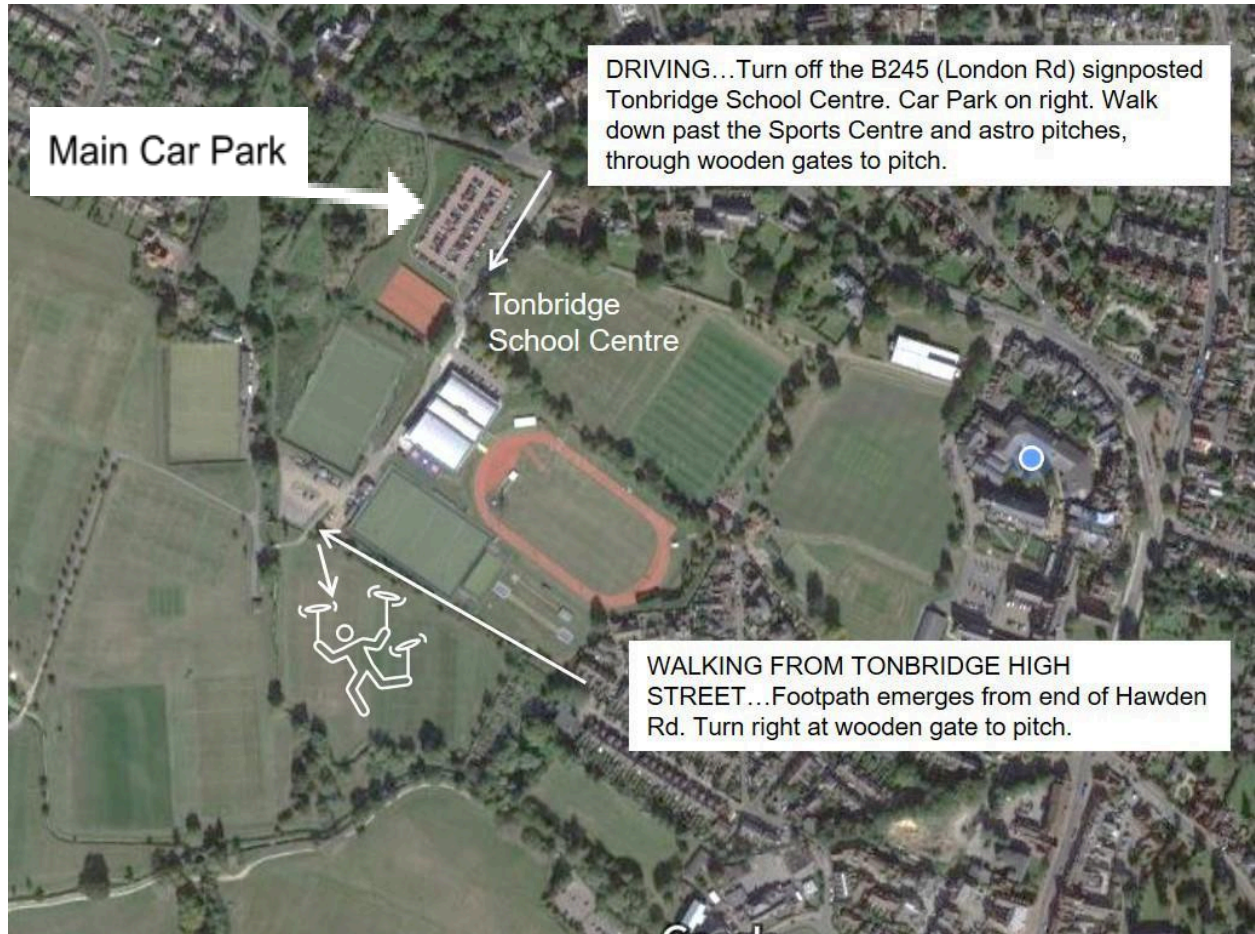 DRIVING…Turn off the B245 (London Rd) signposted
Tonbridge School Centre. Car Park on right. Walk
down past the Sports Centre and astro pitches,
through wooden gates to pitch.
Main Car Park
Tonbridge
School Centre
WALKING FROM TONBRIDGE HIGH
STREET…Footpath emerges from end of Hawden
Rd. Turn right at wooden gate to pitch.